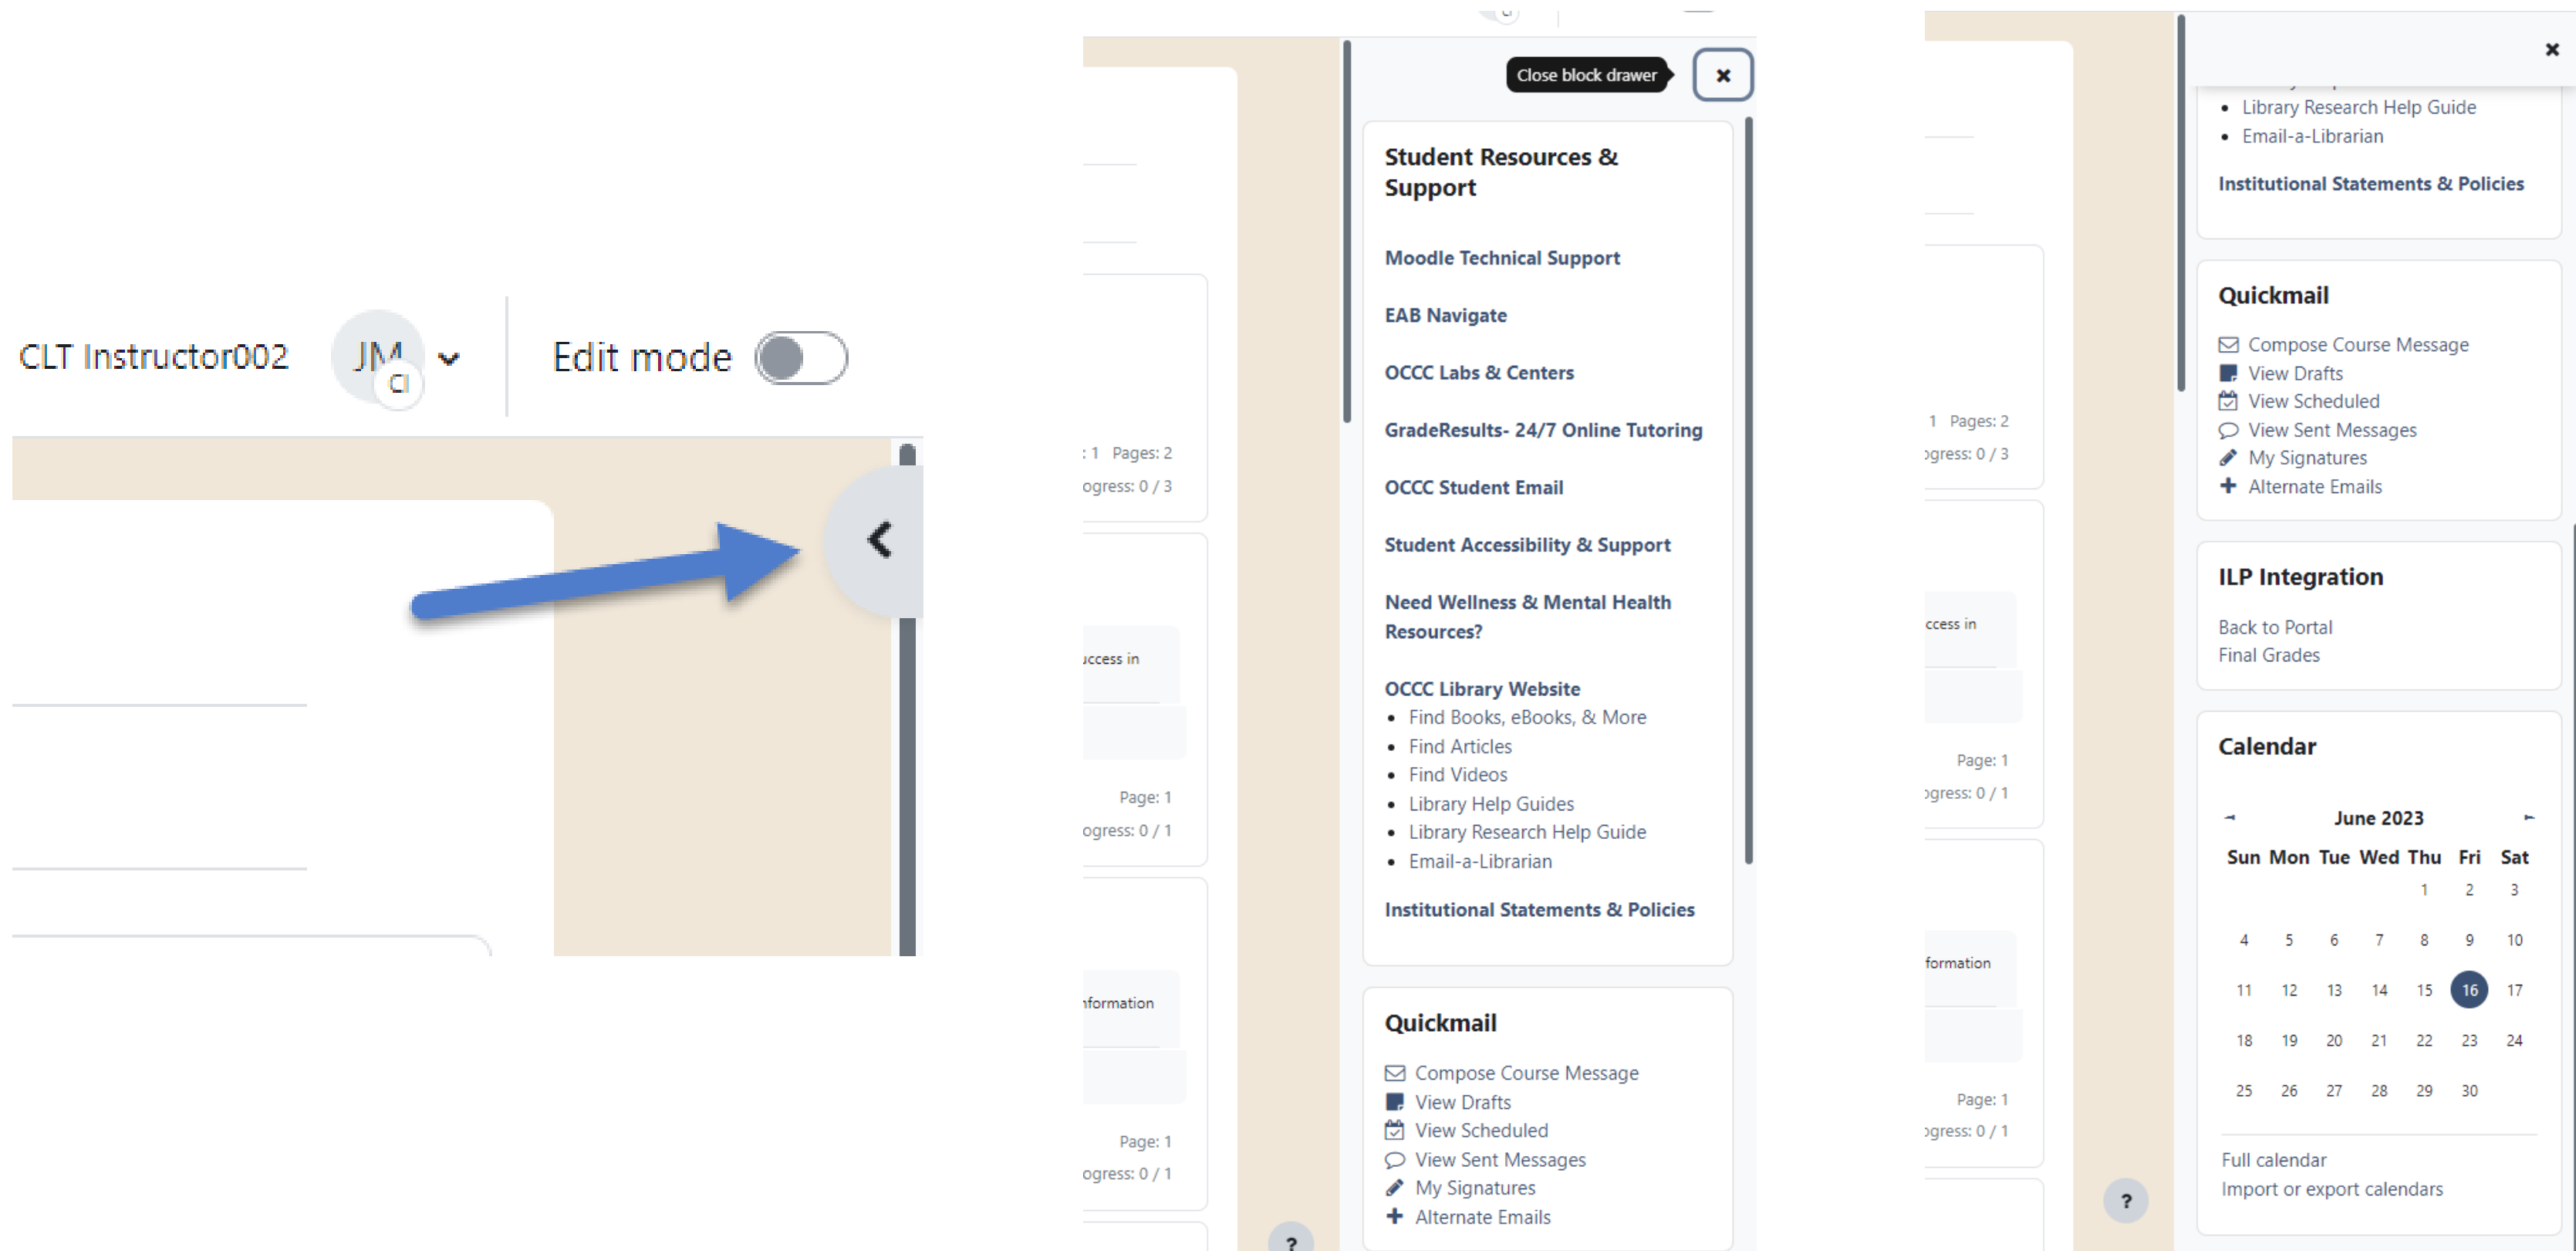 CLT Instructor002 JM CI Edit mode
CI
Close block drawer
Student Resources &
Support
Moodle Technical Support
EAB Navigate
OCCC Labs & Centers
GradeResults- 24/7 Online Tutoring
OCCC Student Email
Student Accessibility & Support
Need Wellness & Mental Health
Resources?
OCCC Library Website
• Find Books, eBooks, & More
• Find Articles
• Find Videos
• Library Help Guides
• Library Research Help Guide
• Email-a-Librarian
Institutional Statements & Policies
Quickmail
Compose Course Message
View Drafts
View Scheduled
View Sent Messages
My Signatures
Alternate Emails
: 1 Pages: 2
ogress: 0 / 3
uccess in
Page: 1
ogress: 0 / 1
nformation
Page: 1
ogress: 0 / 1
?
• Library Research Help Guide
• Email-a-Librarian
Institutional Statements & Policies
Quickmail
Compose Course Message
View Drafts
View Scheduled
View Sent Messages
My Signatures
Alternate Emails
ILP Integration
Back to Portal
Final Grades
Calendar
June 2023
Sun Mon Tue Wed Thu Fri Sat
1 2 3
4 5 6 7 8 9 10
11 12 13 14 15 16 17
18 19 20 21 22 23 24
25 26 27 28 29 30
Full calendar
Import or export calendars
1 Pages: 2
ogress: 0 / 3
ccess in
Page: 1
ogress: 0 / 1
formation
Page: 1
ogress: 0 / 1
?